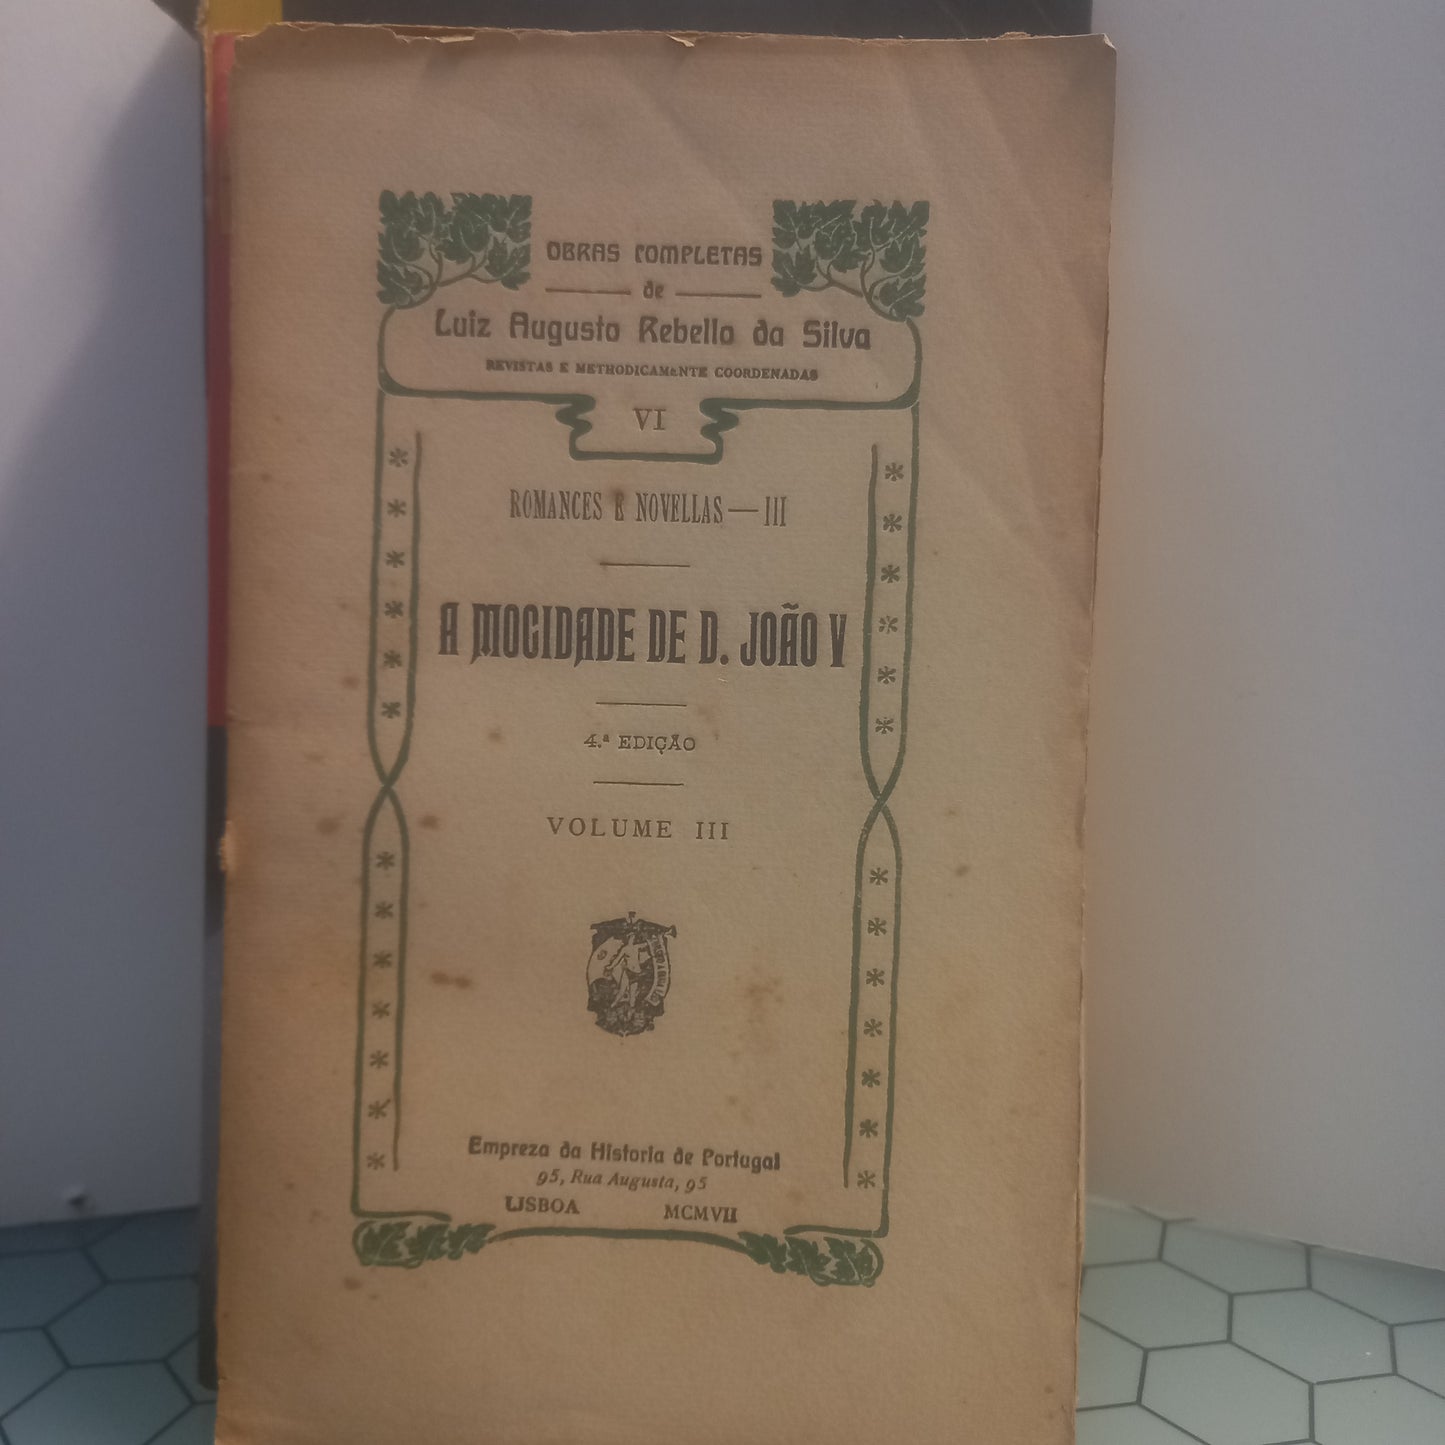 OBRAS COMPLETAS
de
Luiz Augusto Rebello da Silva
REVISTAS E METHODICAMENTE COORDENADAS
VI
ROMANCES E NOVELLAS — III
A MOCIDADE DE D. JOÃO V
4.ª EDIÇÃO
VOLUME III
Empreza da Historia de Portugal
95, Rua Augusta, 95
LISBOA MCMVII